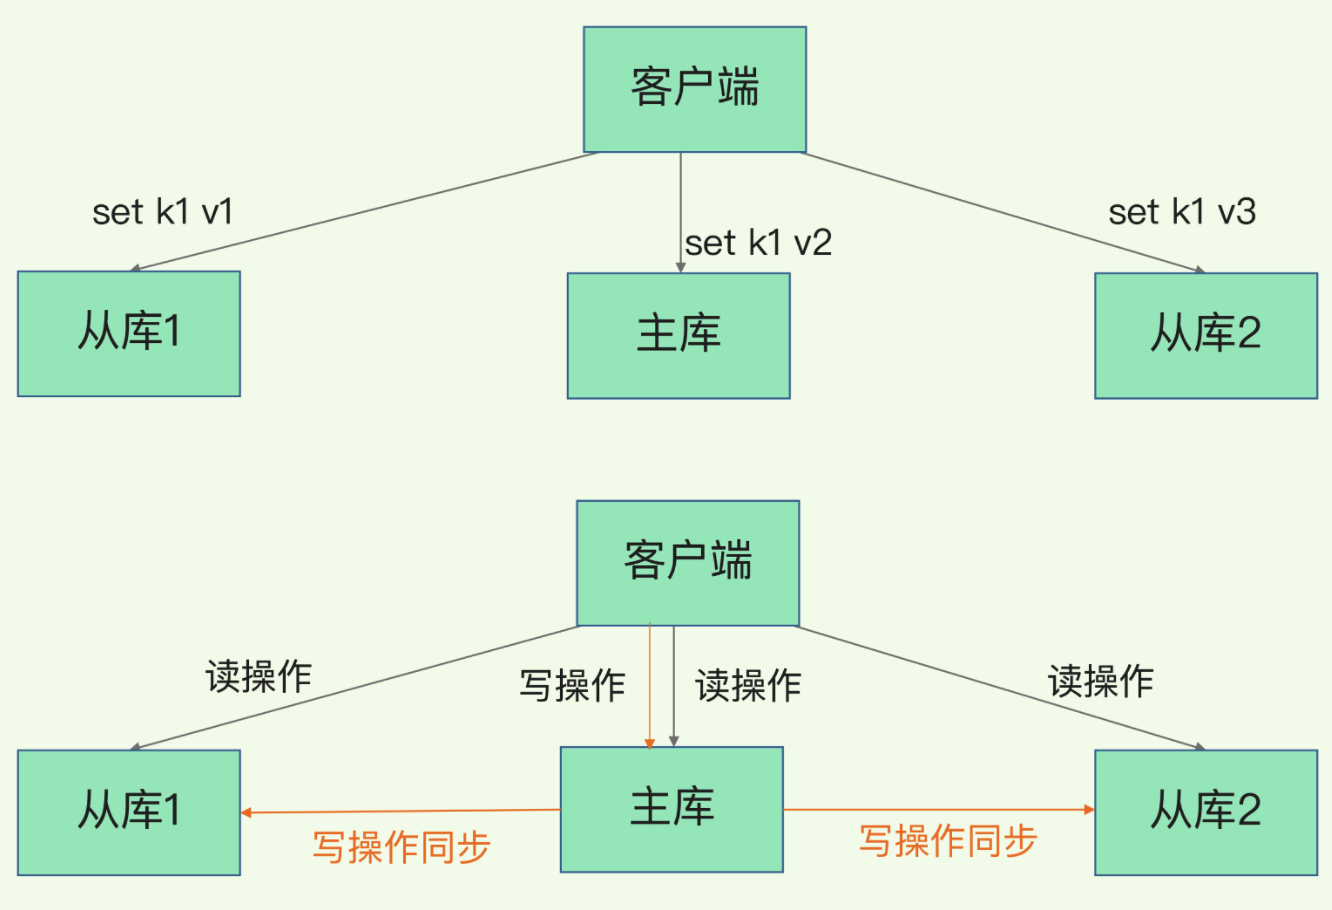 客户端
set k1 v1
set k1 v2
set k1 v3
从库1
主库
从库2
客户端
读操作
写操作
读操作
读操作
从库1
写操作同步
主库
写操作同步
从库2